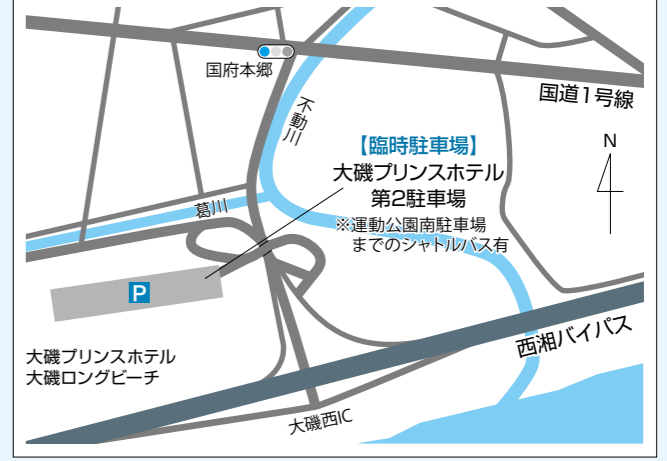 国府本郷
国道1号線
不動川
N
【臨時駐車場】
大磯プリンスホテル
第2駐車場
※運動公園南駐車場
までのシャトルバス有
葛川
P
西湘バイパス
大磯プリンスホテル
大磯ロングビーチ
大磯西IC